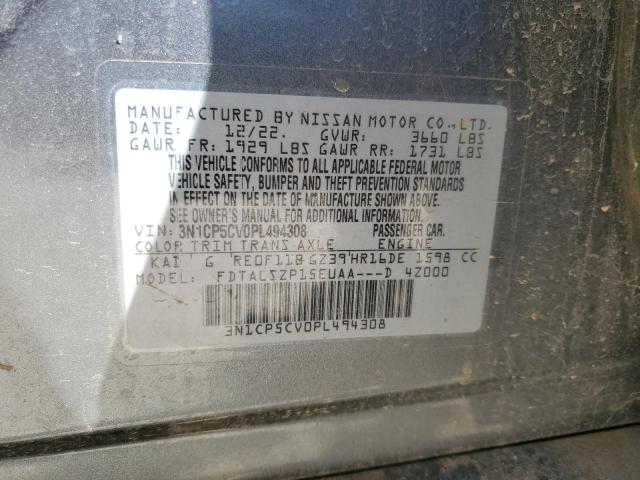 MANUFACTURED BY NISSAN MOTOR CO.,LTD.
DATE: 12/22. GVWR: 3660 LBS
GAWR FR: 1929 LBS GAWR RR: 1731 LBS
THIS VEHICLE CONFORMS TO ALL APPLICABLE FEDERAL MOTOR
VEHICLE SAFETY, BUMPER AND THEFT PREVENTION STANDARDS
IN EFFECT ON THE DATE OF MANUFACTURE SHOWN ABOVE.
SEE OWNER'S MANUAL FOR ADDITIONAL INFORMATION.
VIN: 3N1CP5CV0PL494308 PASSENGER CAR.
COLOR TRIM TRANS AXLE ENGINE
KAD G RE0F11B GZ39 HR16DE 1598 CC
MODEL: FDTALSZP15EUAA---D 4Z000
3N1CP5CV0PL494308